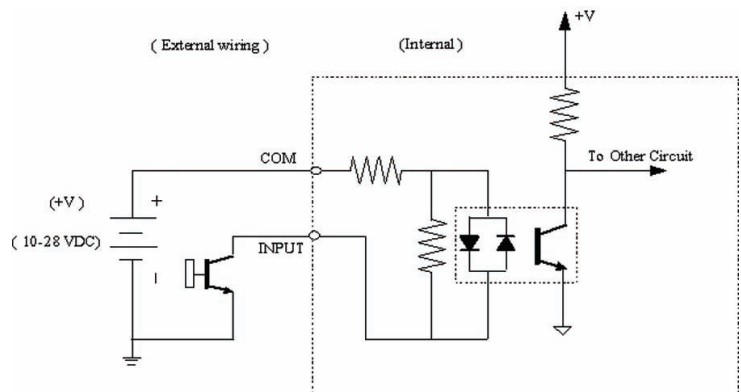 +V
( External wiring )
(Internal)
COM
To Other Circuit
(+V)
+
( 10-28 VDC)
INPUT